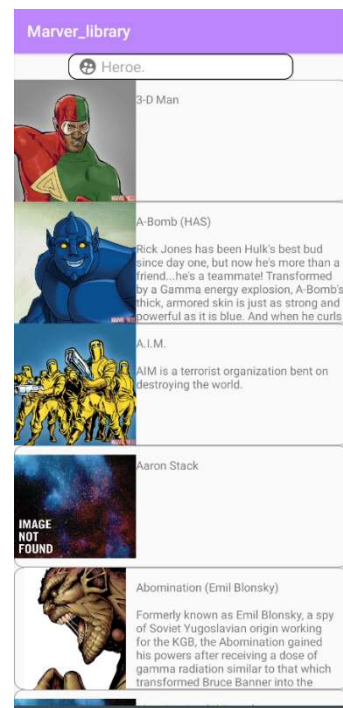 Marver_library
Heroe.
3-D Man
A-Bomb (HAS)
Rick Jones has been Hulk's best bud
since day one, but now he's more than a
friend...he's a teammate! Transformed
by a Gamma energy explosion, A-Bomb's
thick, armored skin is just as strong and
powerful as it is blue. And when he curls
A.I.M.
AIM is a terrorist organization bent on
destroying the world.
Aaron Stack
IMAGE
NOT
FOUND
Abomination (Emil Blonsky)
Formerly known as Emil Blonsky, a spy
of Soviet Yugoslavian origin working
for the KGB, the Abomination gained
his powers after receiving a dose of
gamma radiation similar to that which
transformed Bruce Banner into the